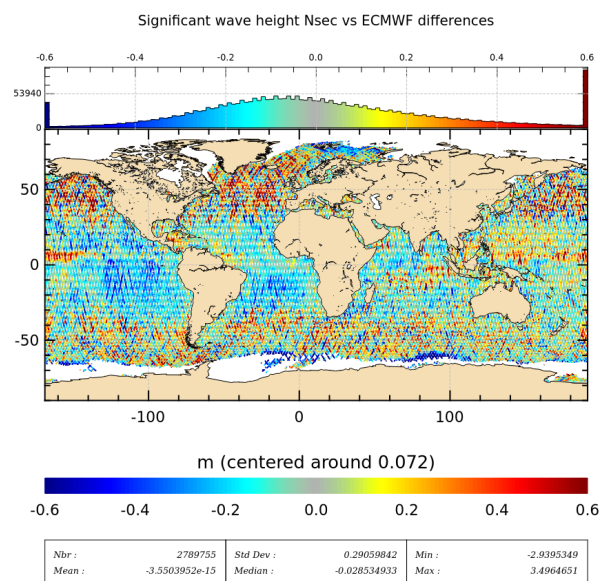 Significant wave height Nsec vs ECMWF differences
-0.6 -0.4 -0.2 0.0 0.2 0.4 0.6
53940
0
50
0
-50
-100 0 100
m (centered around 0.072)
-0.6 -0.4 -0.2 0.0 0.2 0.4 0.6
Nbr : 2789755 Std Dev : 0.29059842 Min : -2.9395349
Mean : -3.5503952e-15 Median : -0.028534933 Max : 3.4964651